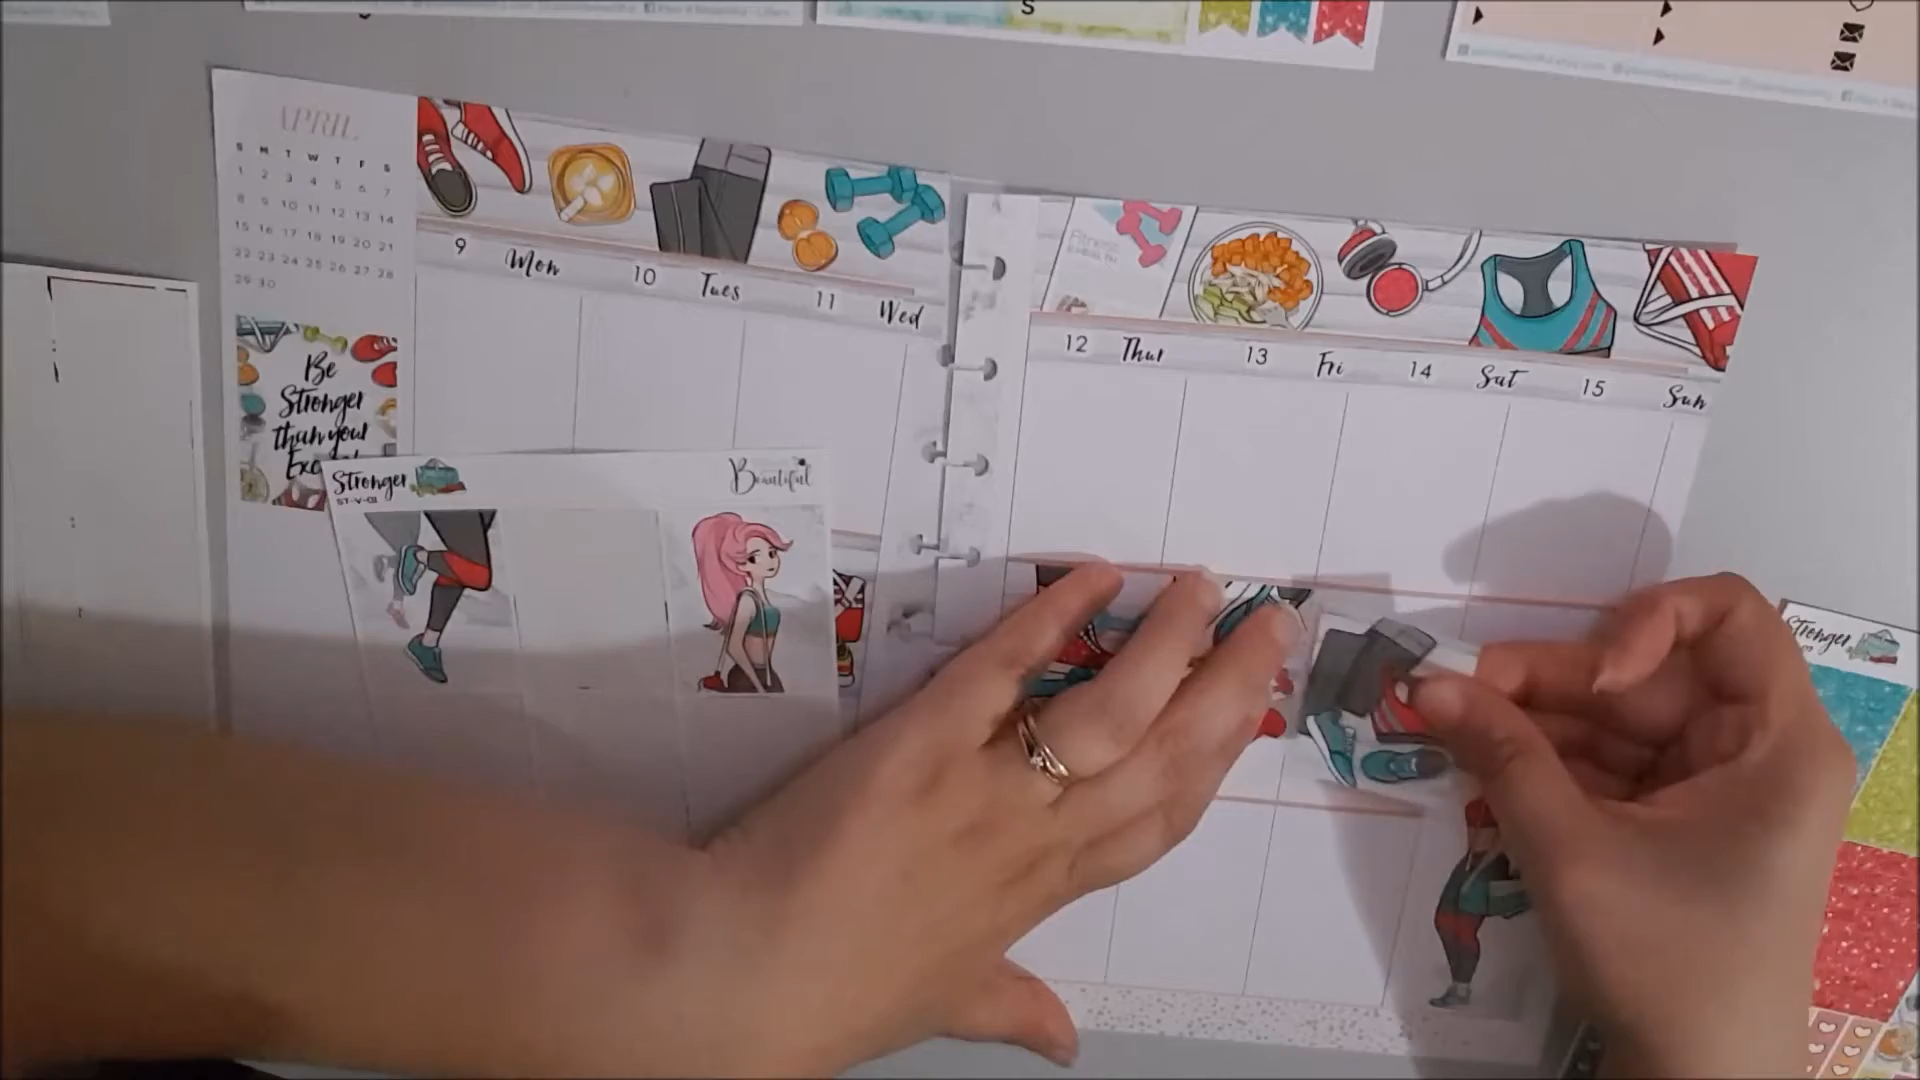 S
APRIL
S M T W T F S
1 2 3 4 5 6 7
8 9 10 11 12 13 14
15 16 17 18 19 20 21
22 23 24 25 26 27 28
29 30
9 Mon 10 Tues 11 Wed
12 Thur 13 Fri 14 Sat 15 Sun
Be
Stronger
than your
Stronger
ST-V-01
Beautiful
Stronger